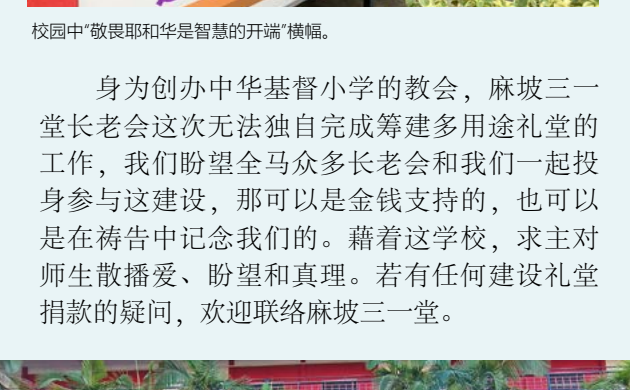 校园中“敬畏耶和华是智慧的开端”横幅。
身为创办中华基督小学的教会，麻坡三一
堂长老会这次无法独自完成筹建多用途礼堂的
工作，我们盼望全马众多长老会和我们一起投
身参与这建设，那可以是金钱支持的，也可以
是在祷告中记念我们的。藉着这学校，求主对
师生散播爱、盼望和真理。若有任何建设礼堂
捐款的疑问，欢迎联络麻坡三一堂。